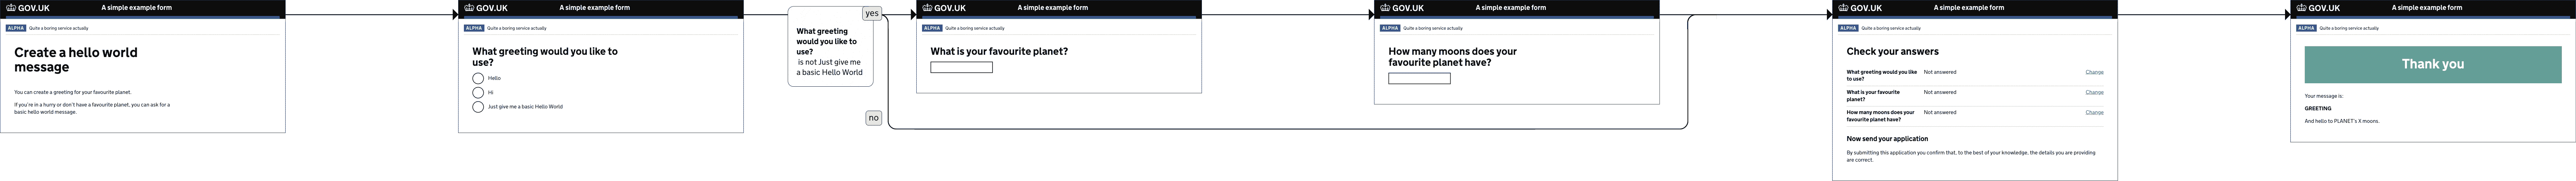 GOV.UK
A simple example form
ALPHA Quite a boring service actually
Create a hello world
message
You can create a greeting for your favourite planet.
If you're in a hurry or don't have a favourite planet, you can ask for a
basic hello world message.
GOV.UK
A simple example form
ALPHA Quite a boring service actually
What greeting would you like to
use?
Hello
Hi
Just give me a basic Hello World
yes
What greeting
would you like to
use?
is not Just give me
a basic Hello World
no
GOV.UK
A simple example form
ALPHA Quite a boring service actually
What is your favourite planet?
GOV.UK
A simple example form
ALPHA Quite a boring service actually
How many moons does your
favourite planet have?
GOV.UK
A simple example form
ALPHA Quite a boring service actually
Check your answers
What greeting would you like Not answered Change
to use?
What is your favourite Not answered Change
planet?
How many moons does your Not answered Change
favourite planet have?
Now send your application
By submitting this application you confirm that, to the best of your knowledge, the details you are providing
are correct.
GOV.UK
A simple example form
ALPHA Quite a boring service actually
Thank you
Your message is:
GREETING
And hello to PLANET's X moons.